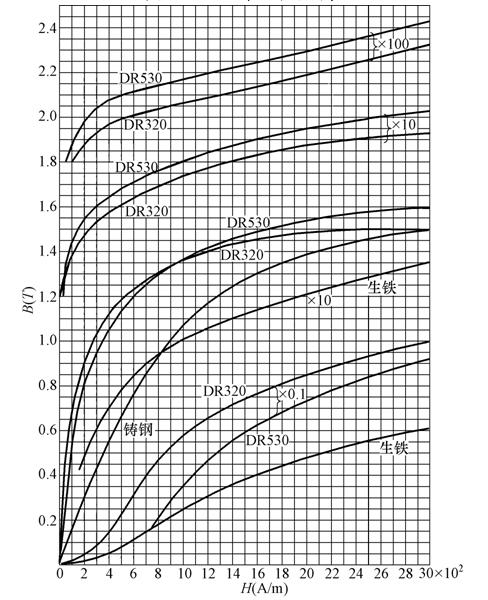 2.4
×100
2.2
DR530
2.0
DR320
×10
1.8
DR530
1.6
DR320
DR530
1.4
DR320
生铁
1.2
×10
B(T)
1.0
0.8
DR320
×0.1
0.6
铸钢
DR530
生铁
0.4
0.2
0 2 4 6 8 10 12 14 16 18 20 22 24 26 28 30×10²
H(A/m)